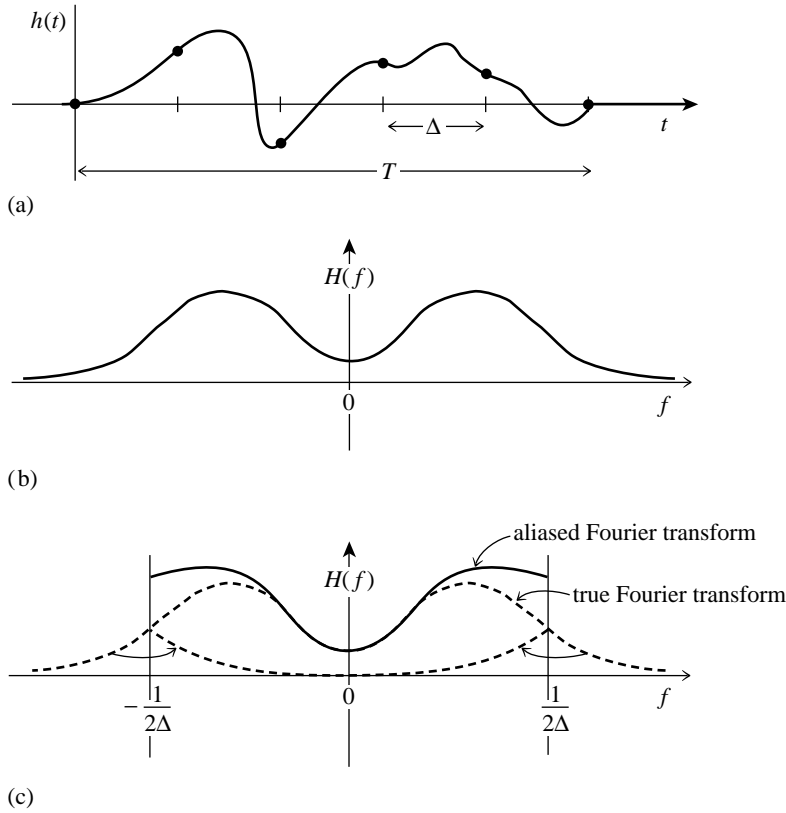 h(t)
Δ
t
T
(a)
H(f)
0
f
(b)
aliased Fourier transform
H(f)
true Fourier transform
0
f
− 1/2Δ
1/2Δ
(c)